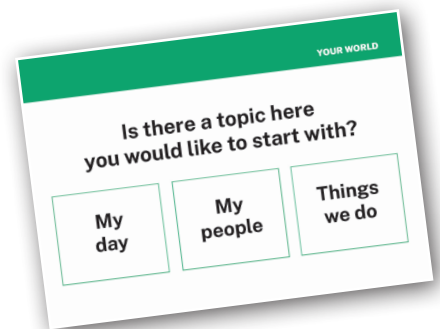 YOUR WORLD
Is there a topic here
you would like to start with?
My
day
My
people
Things
we do